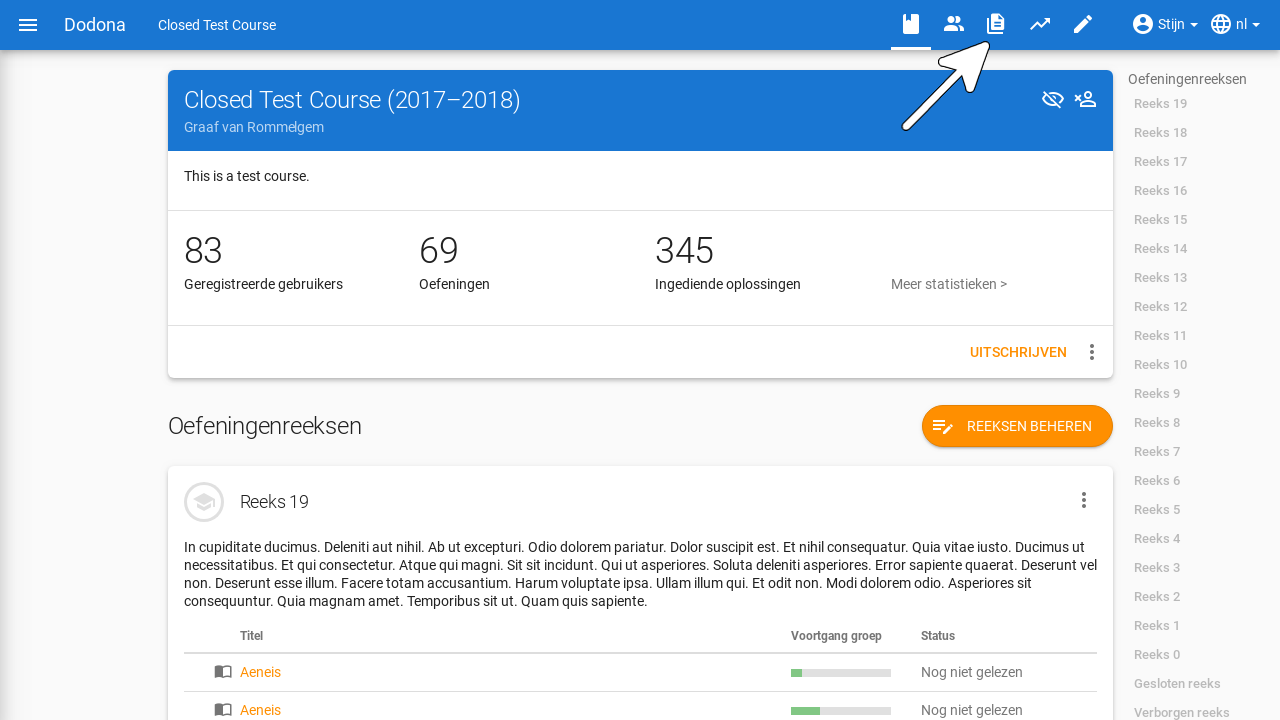 Dodona
Closed Test Course
Stijn
nl
Closed Test Course (2017–2018)
Graaf van Rommelgem
This is a test course.
83
Geregistreerde gebruikers
69
Oefeningen
345
Ingediende oplossingen
Meer statistieken >
UITSCHRIJVEN
Oefeningenreeksen
REEKSEN BEHEREN
Reeks 19
In cupiditate ducimus. Deleniti aut nihil. Ab ut excepturi. Odio dolorem pariatur. Dolor suscipit est. Et nihil consequatur. Quia vitae iusto. Ducimus ut
necessitatibus. Et qui consectetur. Atque qui magni. Sit sit incidunt. Qui ut asperiores. Soluta deleniti asperiores. Error sapiente quaerat. Deserunt vel
non. Deserunt esse illum. Facere totam accusantium. Harum voluptate ipsa. Ullam illum qui. Et odit non. Modi dolorem odio. Asperiores sit
consequuntur. Quia magnam amet. Temporibus sit ut. Quam quis sapiente.
Titel
Voortgang groep
Status
Aeneis
Nog niet gelezen
Aeneis
Nog niet gelezen
Oefeningenreeksen
Reeks 19
Reeks 18
Reeks 17
Reeks 16
Reeks 15
Reeks 14
Reeks 13
Reeks 12
Reeks 11
Reeks 10
Reeks 9
Reeks 8
Reeks 7
Reeks 6
Reeks 5
Reeks 4
Reeks 3
Reeks 2
Reeks 1
Reeks 0
Gesloten reeks
Verborgen reeks